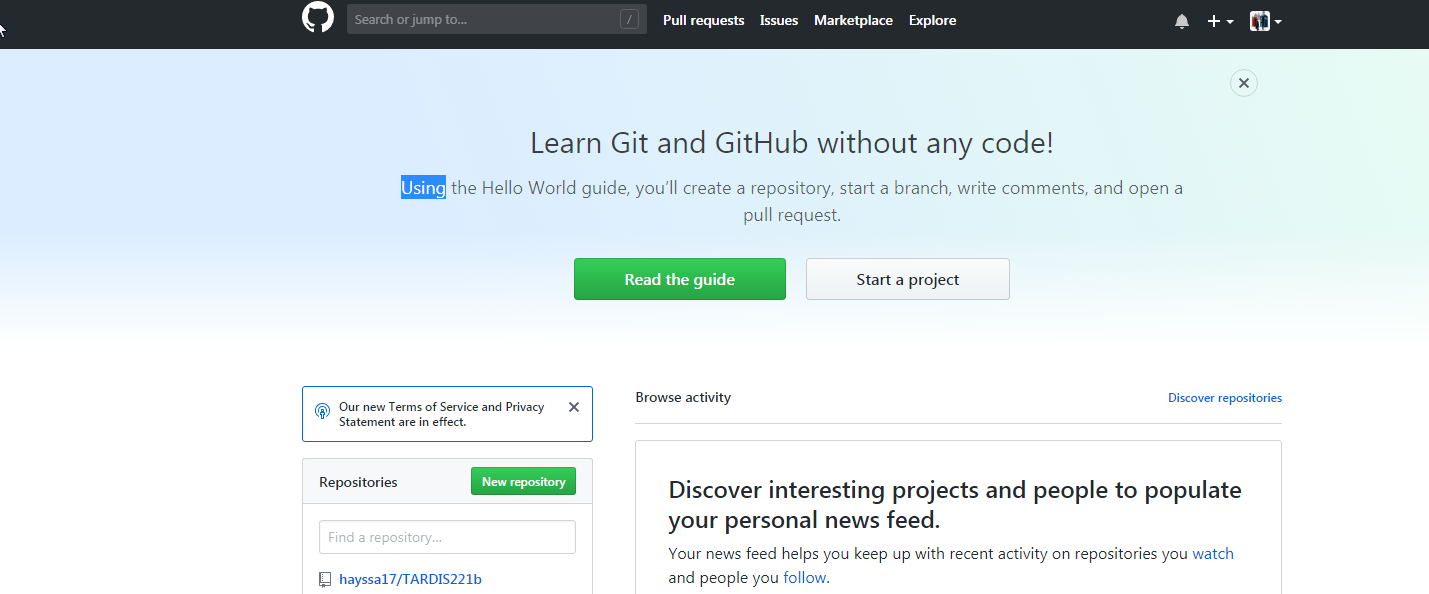 Search or jump to... /
Pull requests Issues Marketplace Explore
Learn Git and GitHub without any code!
Using the Hello World guide, you’ll create a repository, start a branch, write comments, and open a
pull request.
Read the guide
Start a project
Our new Terms of Service and Privacy
Statement are in effect.
Repositories
New repository
Find a repository...
hayssa17/TARDIS221b
Browse activity
Discover repositories
Discover interesting projects and people to populate
your personal news feed.
Your news feed helps you keep up with recent activity on repositories you watch
and people you follow.